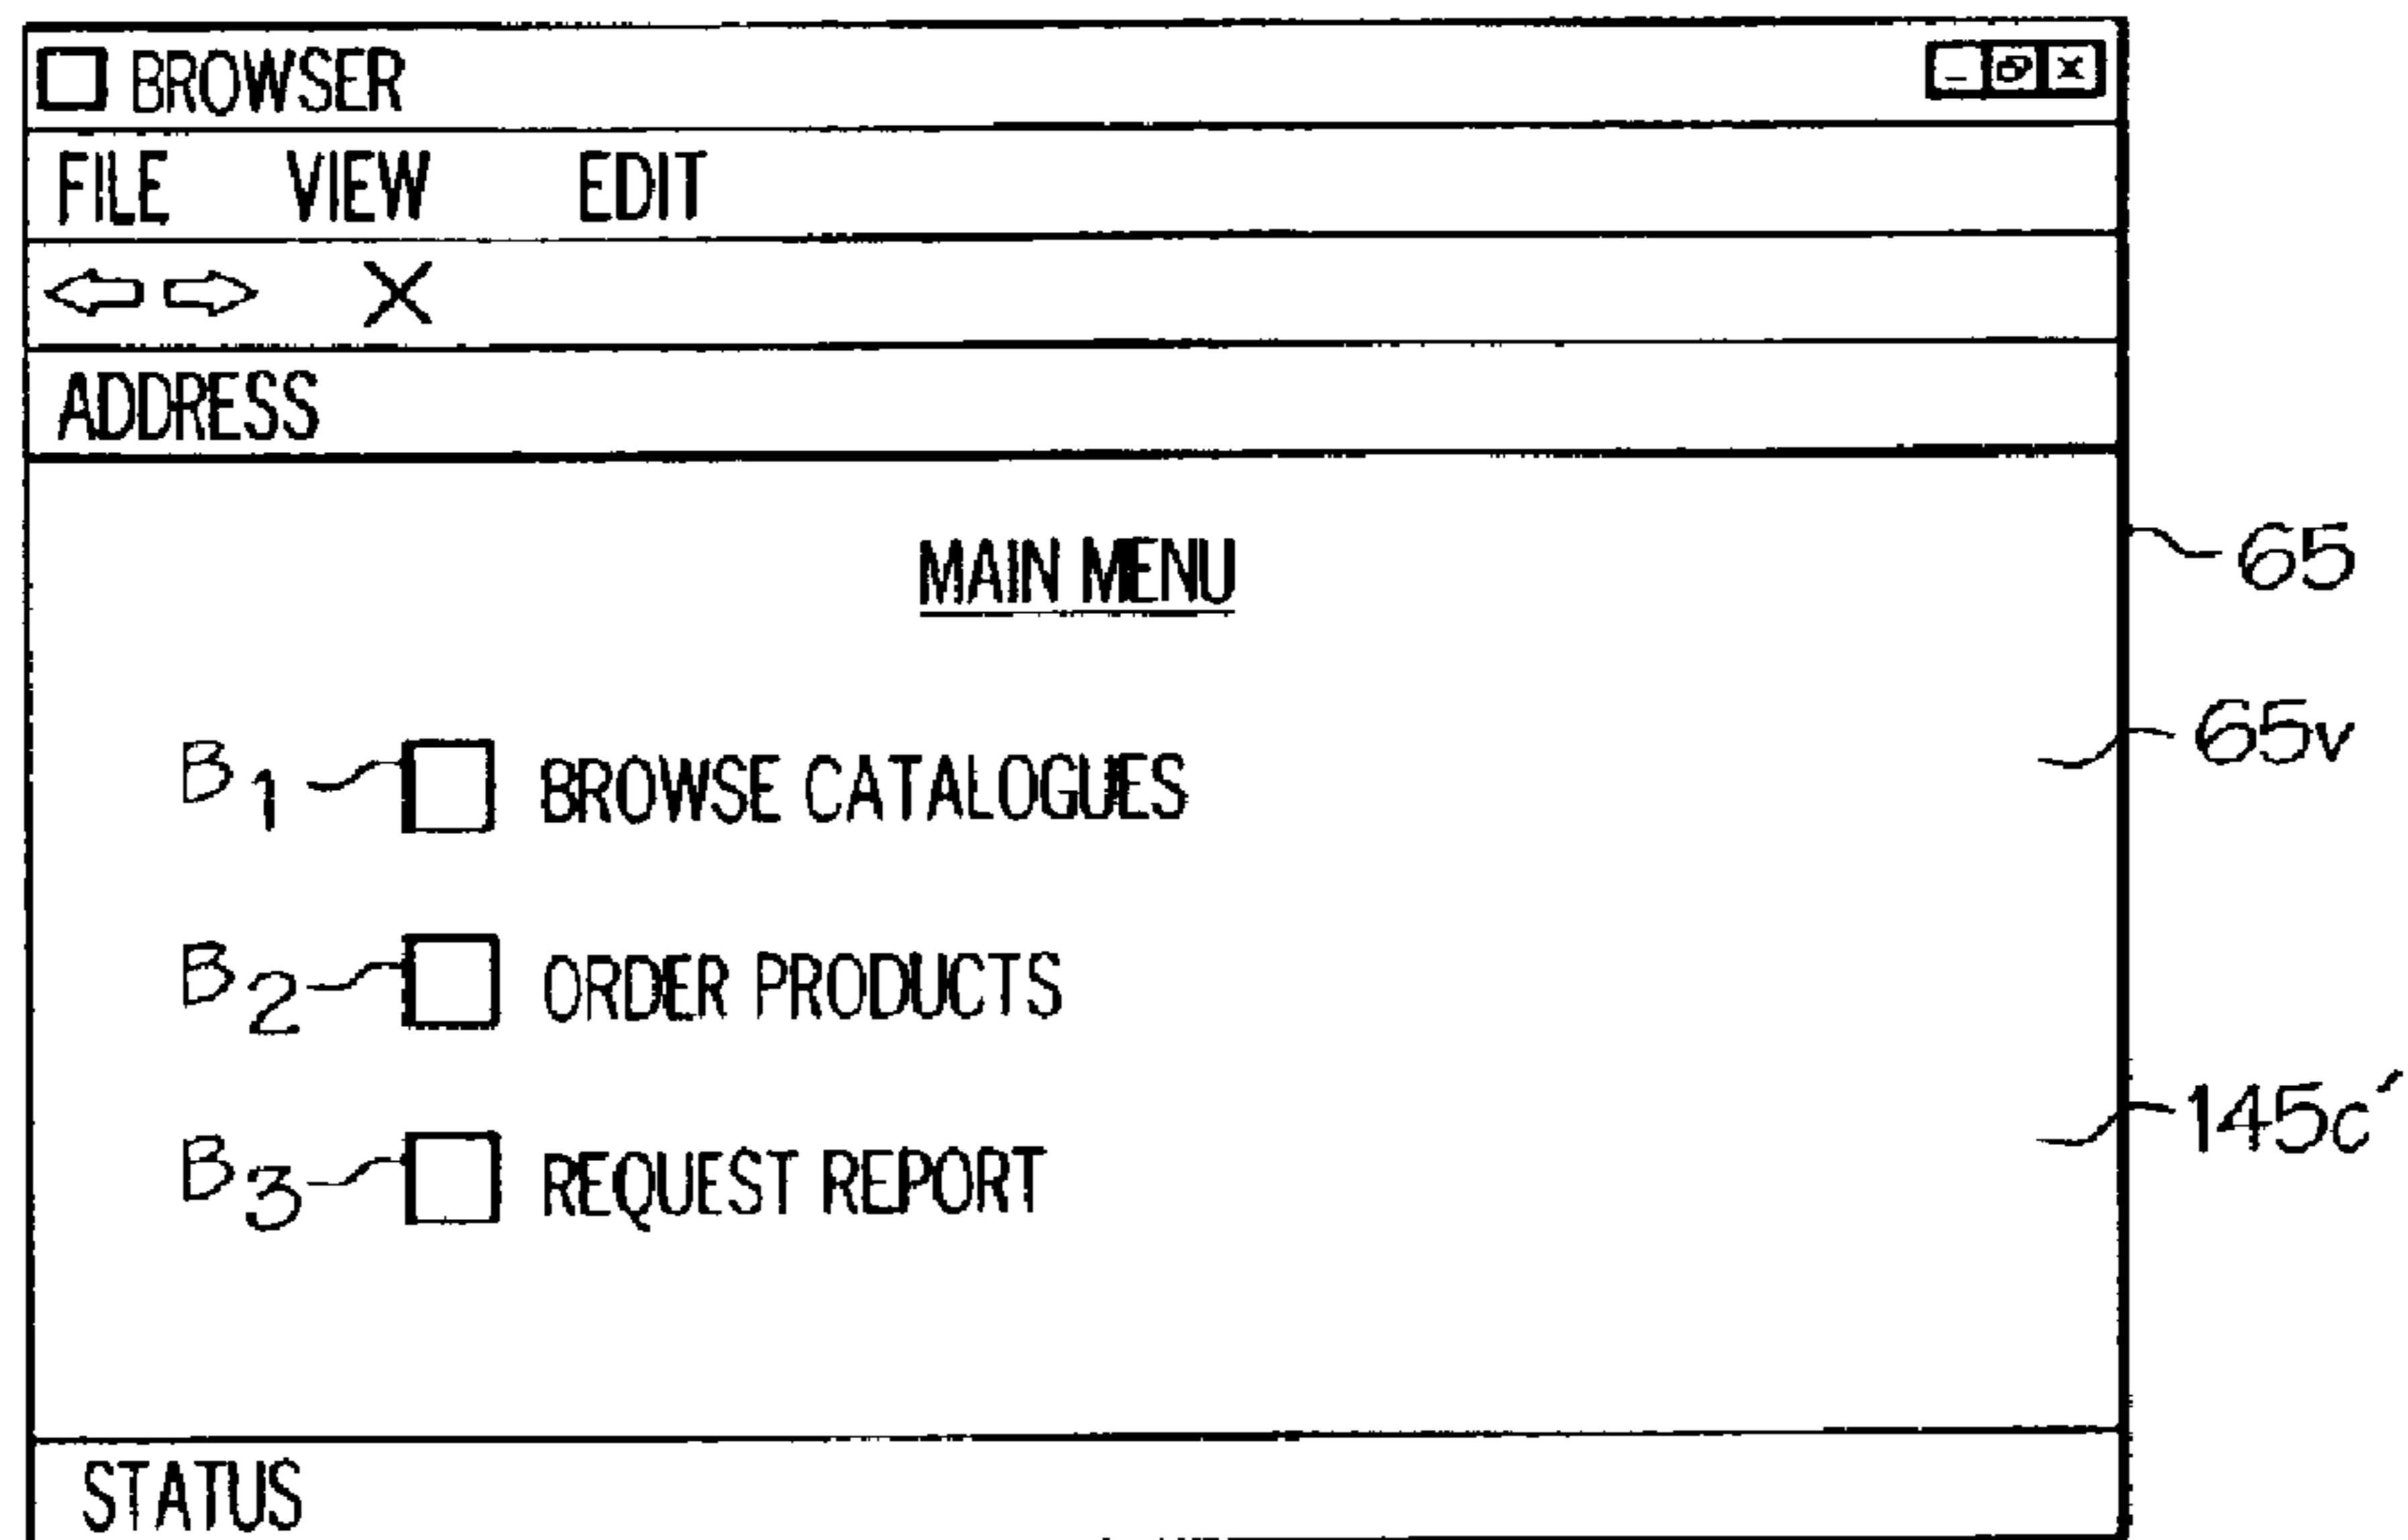 BROWSER
FILE VIEW EDIT
ADDRESS
MAIN MENU
65
B1 BROWSE CATALOGUES
65v
B2 ORDER PRODUCTS
145c'
B3 REQUEST REPORT
STATUS